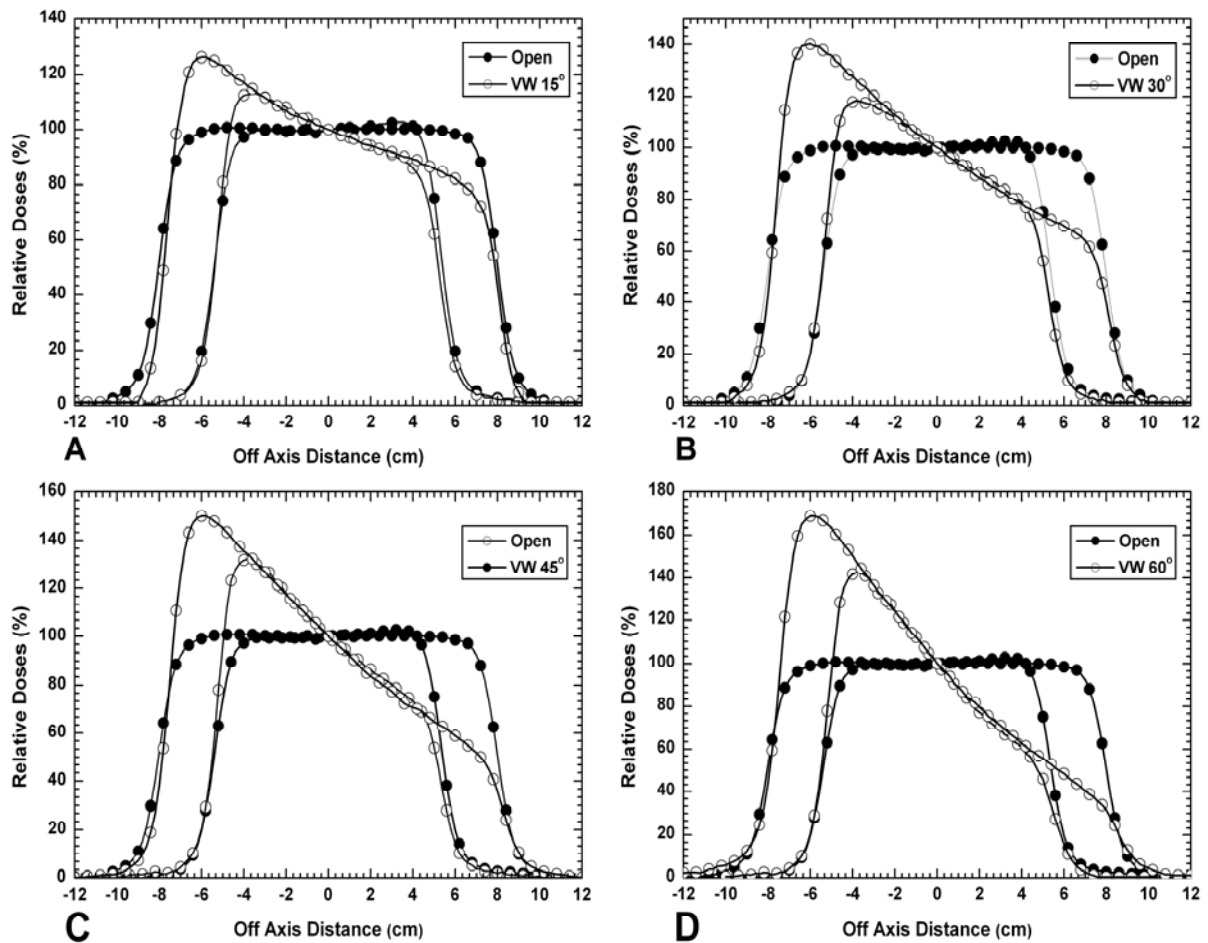 140
120
100
80
60
40
20
0
Relative Doses (%)
Open
VW 15°
-12 -10 -8 -6 -4 -2 0 2 4 6 8 10 12
A
Off Axis Distance (cm)
140
120
100
80
60
40
20
0
Relative Doses (%)
Open
VW 30°
-12 -10 -8 -6 -4 -2 0 2 4 6 8 10 12
B
Off Axis Distance (cm)
160
140
120
100
80
60
40
20
0
Relative Doses (%)
Open
VW 45°
-12 -10 -8 -6 -4 -2 0 2 4 6 8 10 12
C
Off Axis Distance (cm)
180
160
140
120
100
80
60
40
20
0
Relative Doses (%)
Open
VW 60°
-12 -10 -8 -6 -4 -2 0 2 4 6 8 10 12
D
Off Axis Distance (cm)